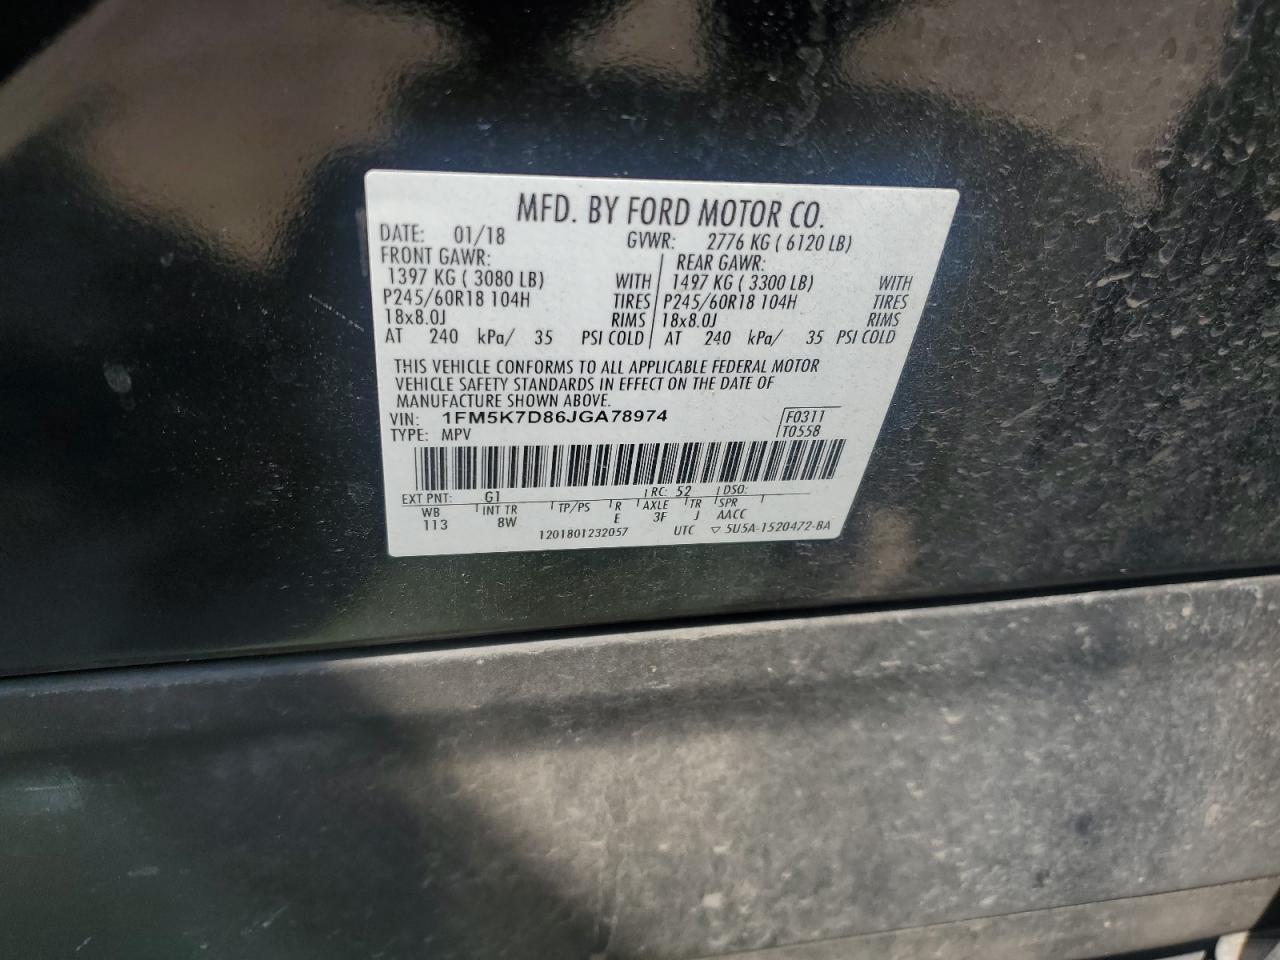 MFD. BY FORD MOTOR CO.
DATE: 01/18 GVWR: 2776 KG ( 6120 LB)
FRONT GAWR: REAR GAWR:
1397 KG ( 3080 LB) WITH 1497 KG ( 3300 LB) WITH
P245/60R18 104H TIRES P245/60R18 104H TIRES
18x8.0J RIMS 18x8.0J RIMS
AT 240 kPa/ 35 PSI COLD AT 240 kPa/ 35 PSI COLD
THIS VEHICLE CONFORMS TO ALL APPLICABLE FEDERAL MOTOR
VEHICLE SAFETY STANDARDS IN EFFECT ON THE DATE OF
MANUFACTURE SHOWN ABOVE.
VIN: 1FM5K7D86JGA78974 F0311
TYPE: MPV T0558
EXT PNT: G1 RC: 52 DSO:
WB INT TR TP/PS R AXLE TR SPR
113 8W E 3F J AACC
1201801232057 UTC ▽ 5U5A-1520472-BA